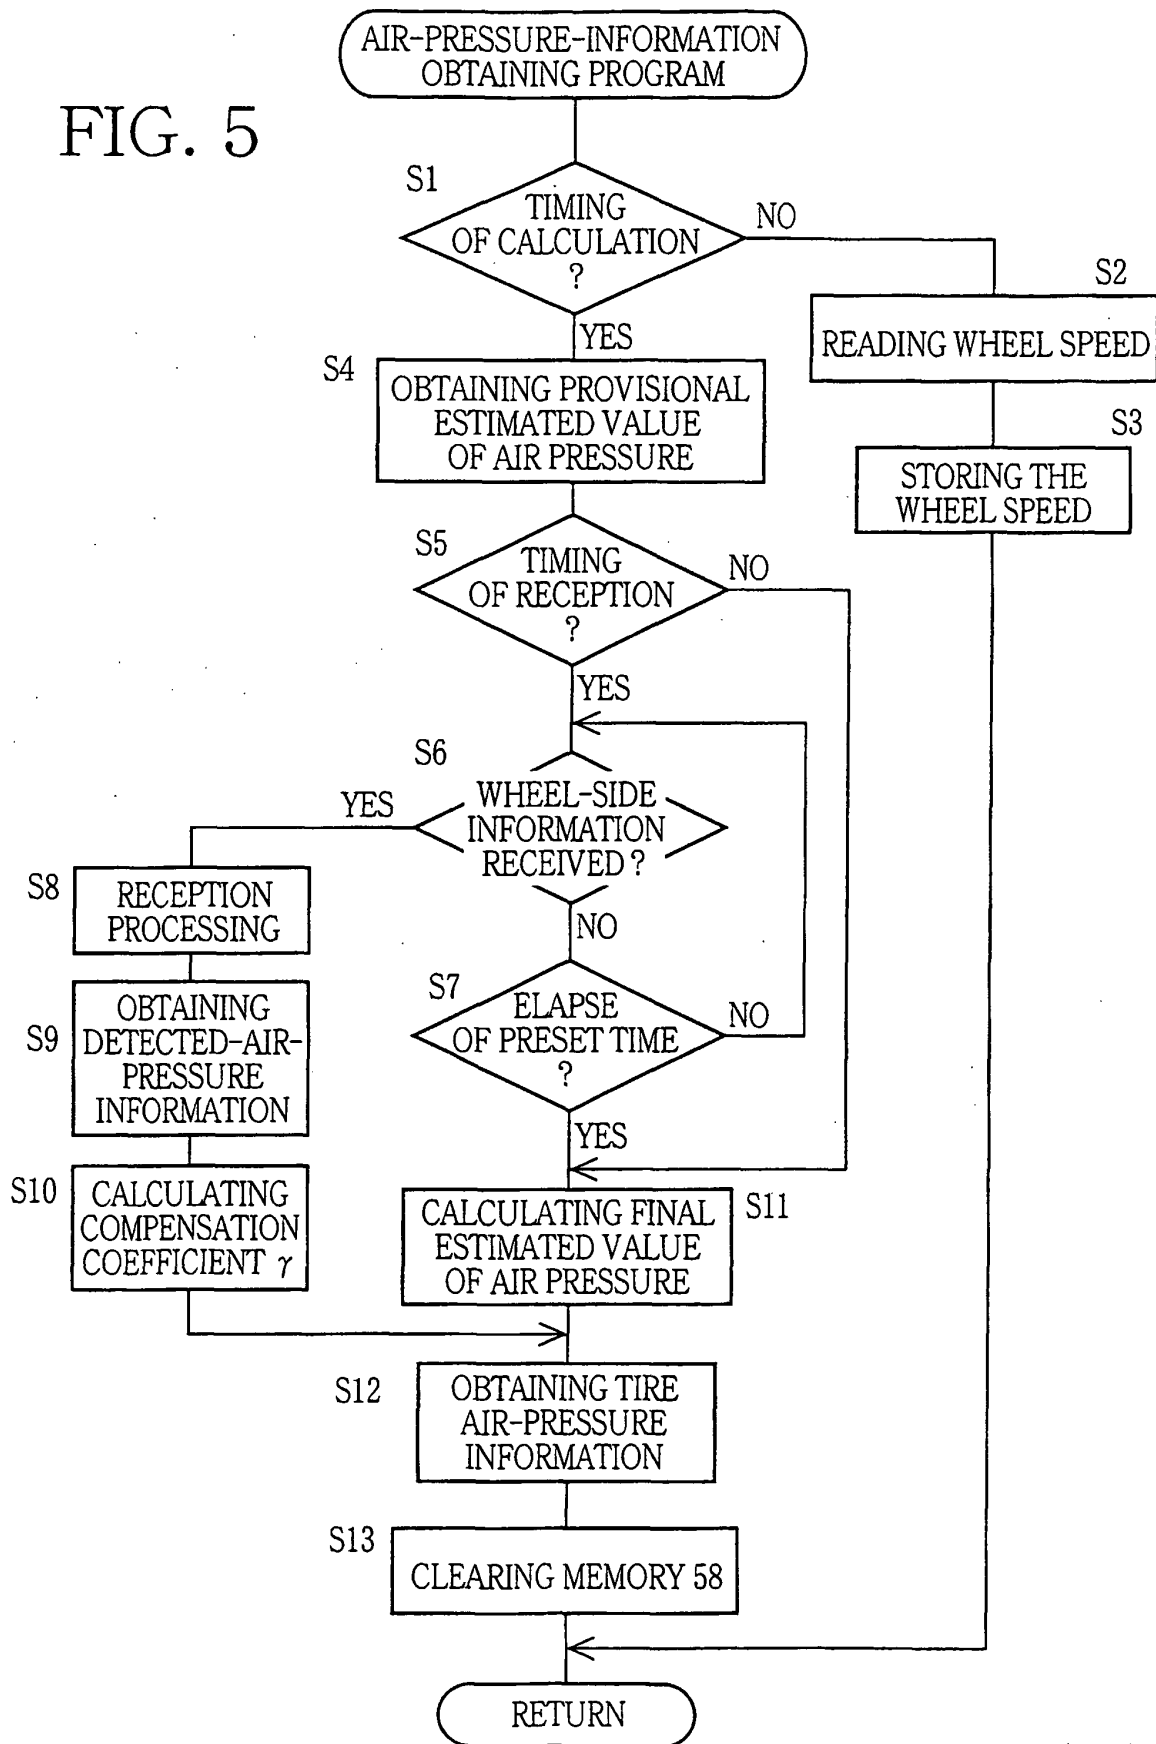 AIR-PRESSURE-INFORMATION
OBTAINING PROGRAM
FIG. 5
S1
TIMING
OF CALCULATION
?
NO
S2
READING WHEEL SPEED
S3
STORING THE
WHEEL SPEED
YES
S4
OBTAINING PROVISIONAL
ESTIMATED VALUE
OF AIR PRESSURE
S5
TIMING
OF RECEPTION
?
NO
YES
S6
WHEEL-SIDE
INFORMATION
RECEIVED ?
YES
NO
S8
RECEPTION
PROCESSING
S7
ELAPSE
OF PRESET TIME
?
NO
YES
S9
OBTAINING
DETECTED-AIR-
PRESSURE
INFORMATION
S10
CALCULATING
COMPENSATION
COEFFICIENT γ
S11
CALCULATING FINAL
ESTIMATED VALUE
OF AIR PRESSURE
S12
OBTAINING TIRE
AIR-PRESSURE
INFORMATION
S13
CLEARING MEMORY 58
RETURN